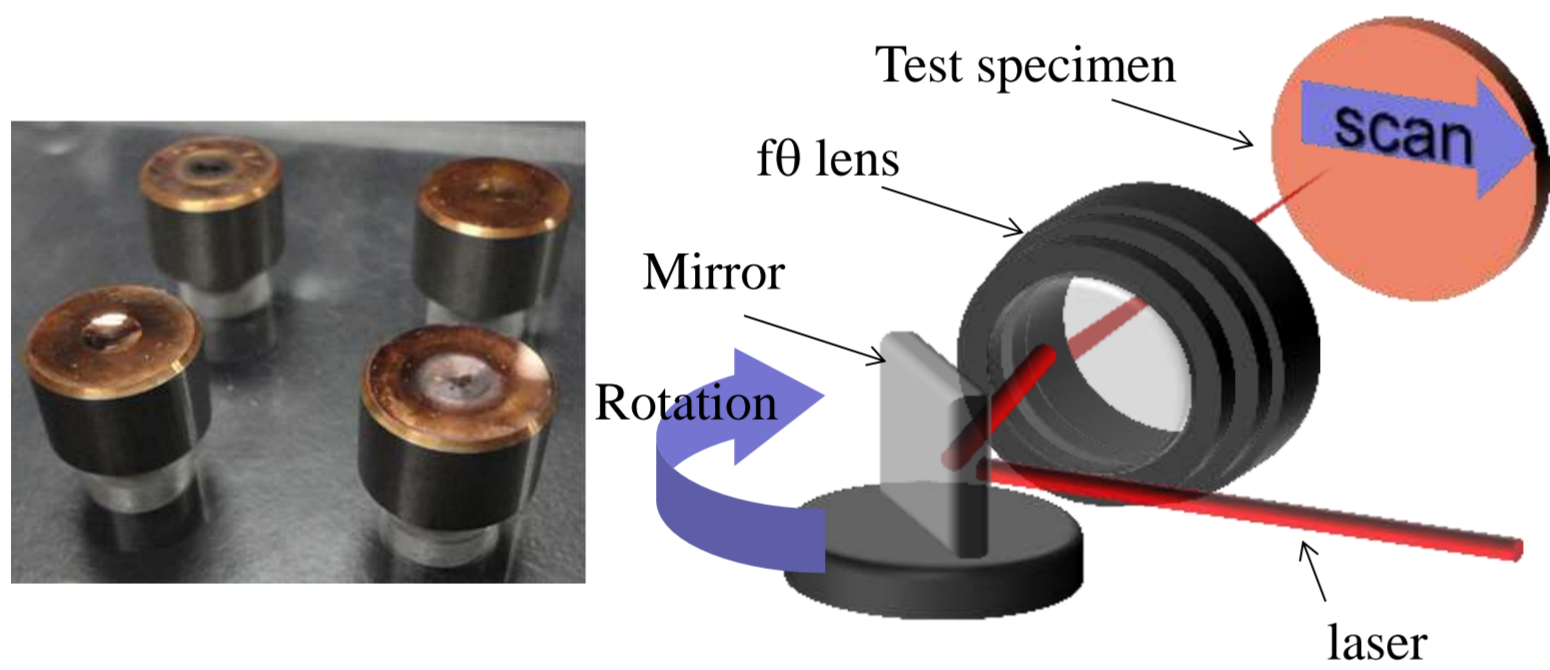 Test specimen
scan
fθ lens
Mirror
Rotation
laser